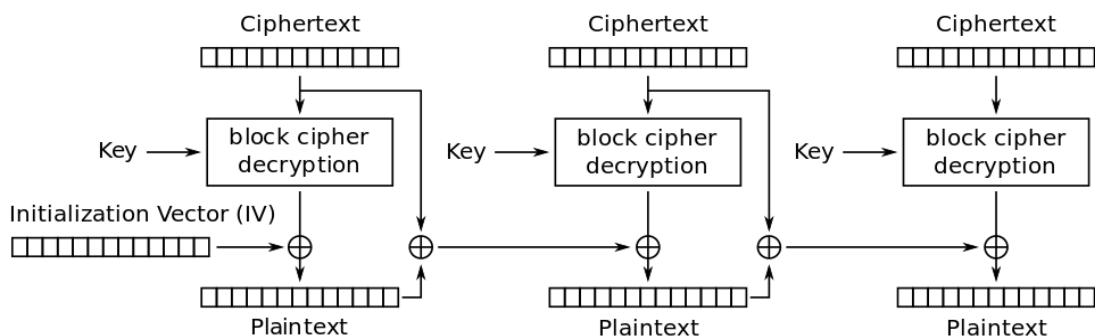 Ciphertext
Ciphertext
Ciphertext
Key
block cipher
decryption
Key
block cipher
decryption
Key
block cipher
decryption
Initialization Vector (IV)
Plaintext
Plaintext
Plaintext